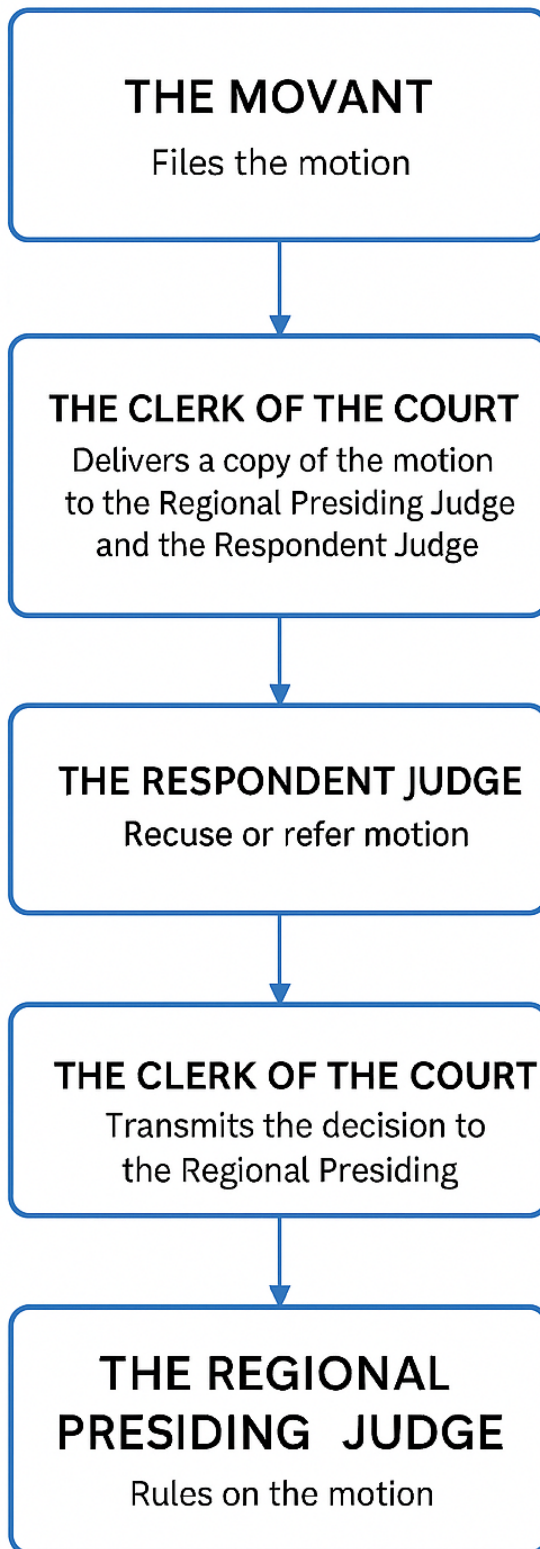 THE MOVANT
Files the motion
THE CLERK OF THE COURT
Delivers a copy of the motion
to the Regional Presiding Judge
and the Respondent Judge
THE RESPONDENT JUDGE
Recuse or refer motion
THE CLERK OF THE COURT
Transmits the decision to
the Regional Presiding
THE REGIONAL
PRESIDING JUDGE
Rules on the motion